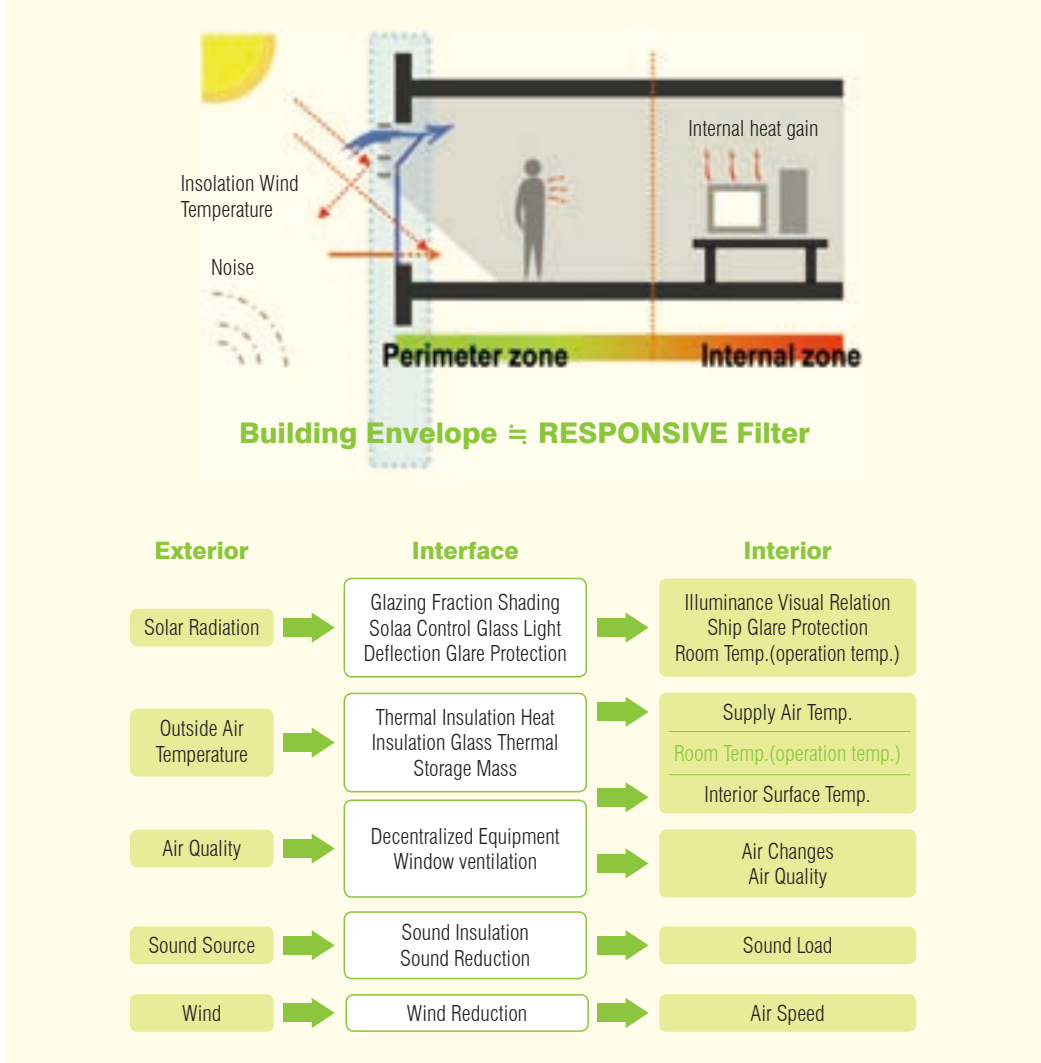 Internal heat gain
Insolation Wind
Temperature
Noise
Perimeter zone
Internal zone
Building Envelope ≒ RESPONSIVE Filter
Exterior
Interface
Interior
Solar Radiation
Glazing Fraction Shading
Solaa Control Glass Light
Deflection Glare Protection
Illuminance Visual Relation
Ship Glare Protection
Room Temp.(operation temp.)
Outside Air
Temperature
Thermal Insulation Heat
Insulation Glass Thermal
Storage Mass
Supply Air Temp.
Room Temp.(operation temp.)
Interior Surface Temp.
Air Quality
Decentralized Equipment
Window ventilation
Air Changes
Air Quality
Sound Source
Sound Insulation
Sound Reduction
Sound Load
Wind
Wind Reduction
Air Speed